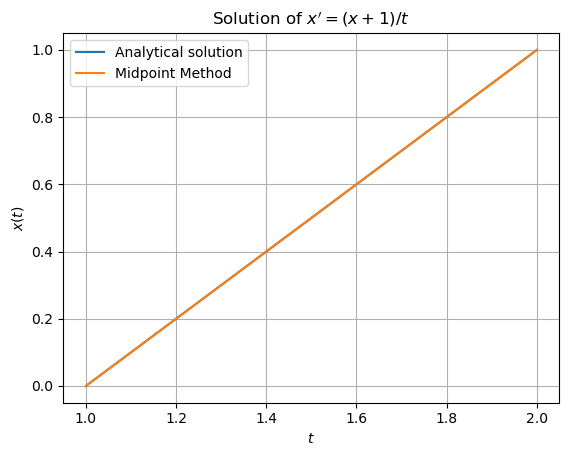 Solution of x′ = (x + 1)/t
Analytical solution
Midpoint Method
1.0
0.8
0.6
0.4
0.2
0.0
x(t)
1.0 1.2 1.4 1.6 1.8 2.0
t